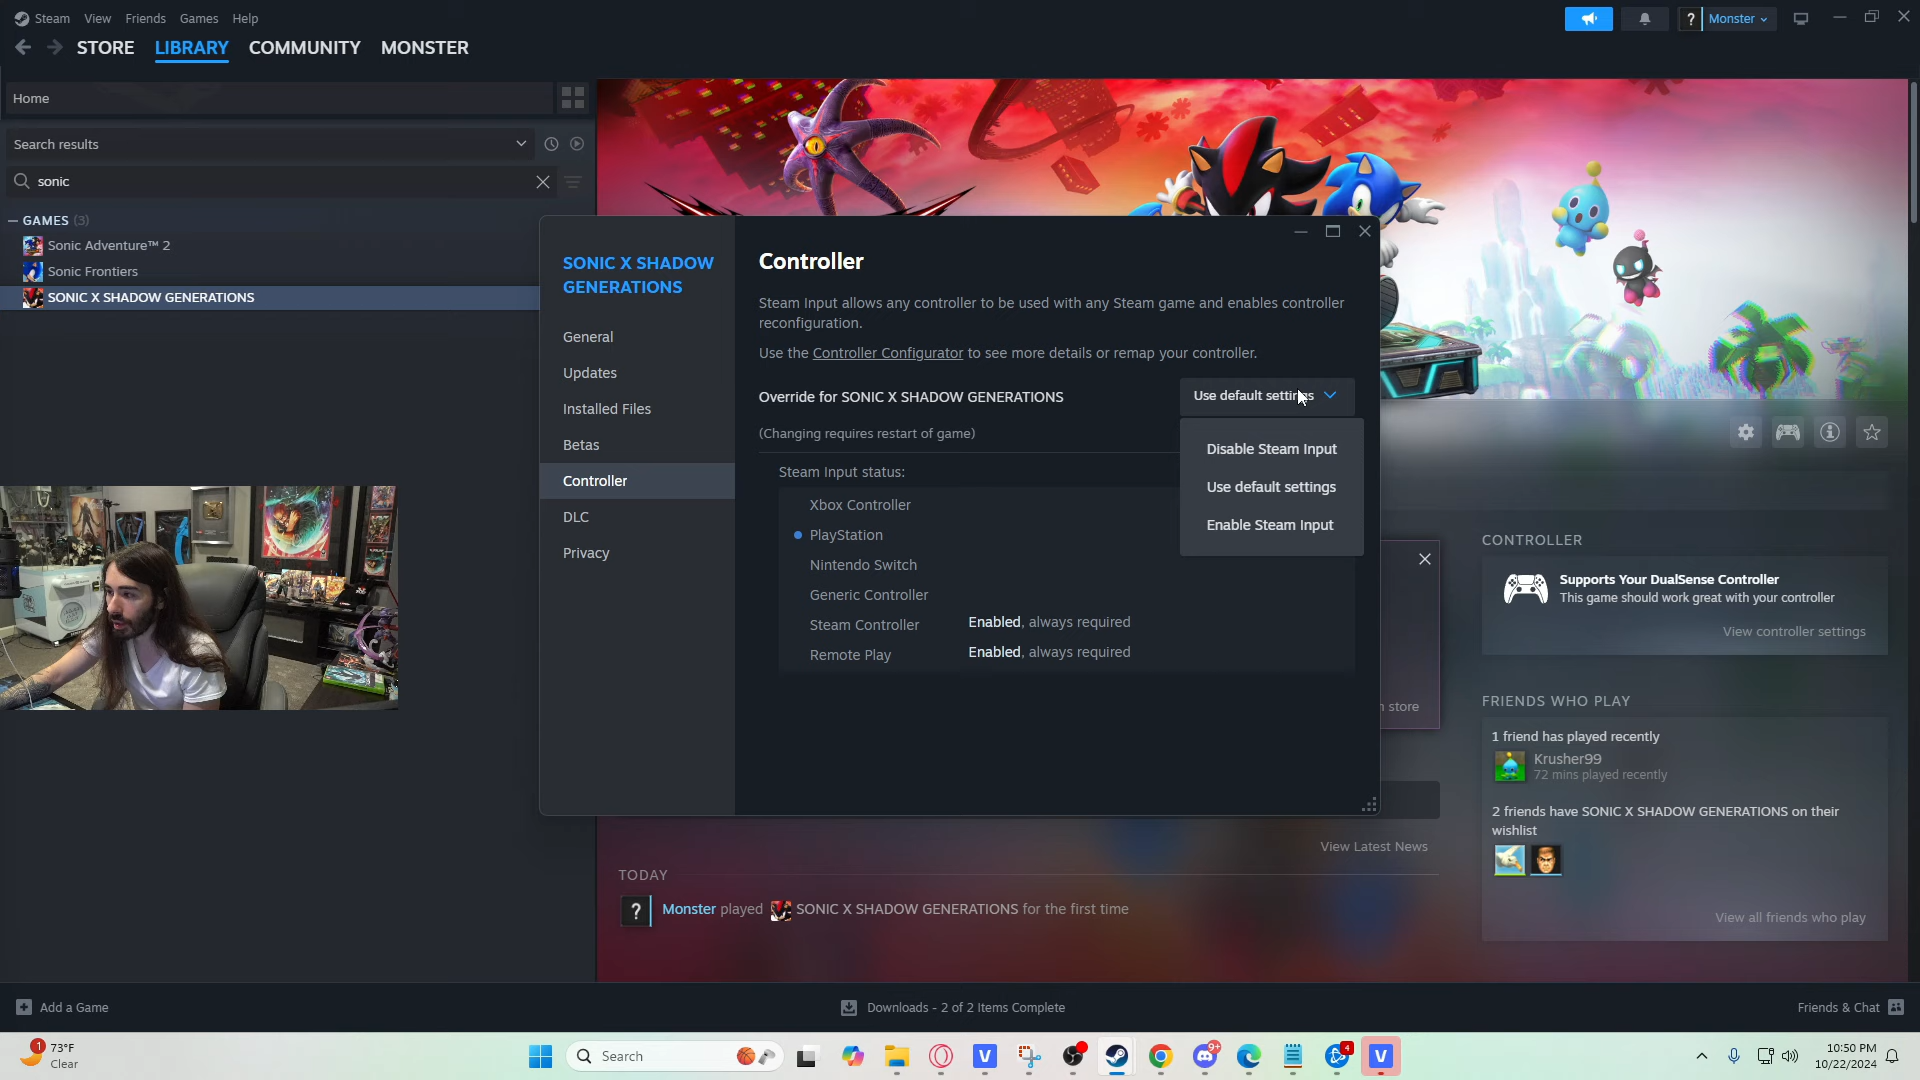 Steam View Friends Games Help
? Monster
STORE LIBRARY COMMUNITY MONSTER
Home
Search results
sonic
GAMES (3)
Sonic Adventure™ 2
Sonic Frontiers
SONIC X SHADOW GENERATIONS
SONIC X SHADOW
GENERATIONS
General
Updates
Installed Files
Betas
Controller
DLC
Privacy
Controller
Steam Input allows any controller to be used with any Steam game and enables controller
reconfiguration.
Use the Controller Configurator to see more details or remap your controller.
Override for SONIC X SHADOW GENERATIONS
Use default settings
(Changing requires restart of game)
Disable Steam Input
Use default settings
Enable Steam Input
Steam Input status:
Xbox Controller
PlayStation
Nintendo Switch
Generic Controller
Steam Controller Enabled, always required
Remote Play Enabled, always required
store
View Latest News
TODAY
? Monster played SONIC X SHADOW GENERATIONS for the first time
CONTROLLER
Supports Your DualSense Controller
This game should work great with your controller
View controller settings
FRIENDS WHO PLAY
1 friend has played recently
Krusher99
72 mins played recently
2 friends have SONIC X SHADOW GENERATIONS on their
wishlist
View all friends who play
Add a Game
Downloads - 2 of 2 Items Complete
Friends & Chat
1
73°F
Clear
Search
V
9+
4
V
10:50 PM
10/22/2024